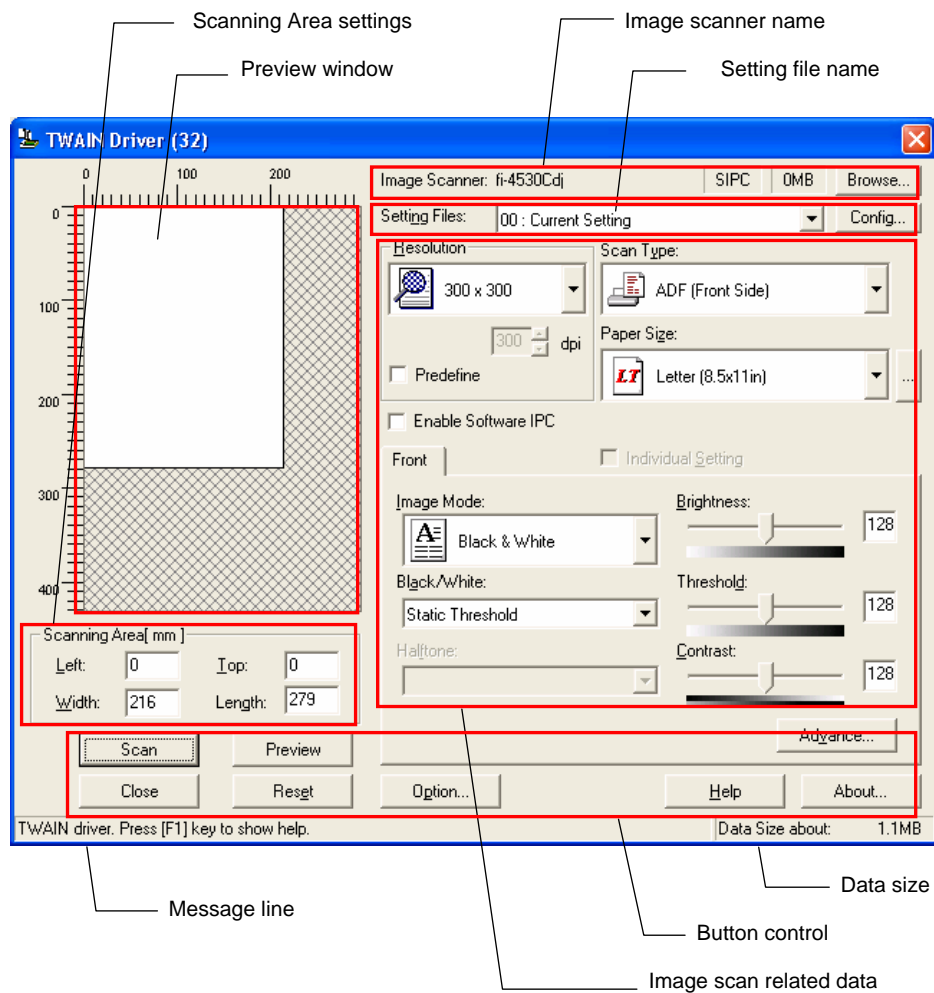 Scanning Area settings
Image scanner name
Preview window
Setting file name
TWAIN Driver (32)
0 100 200
Image Scanner: fi-4530Cdj SIPC 0MB Browse...
Setting Files: 00 : Current Setting Config...
0
100
200
300
400
Resolution
300 x 300
300 dpi
Predefine
Scan Type:
ADF (Front Side)
Paper Size:
LT Letter (8.5x11in) ...
Enable Software IPC
Front
Individual Setting
Image Mode:
A Black & White
Black/White:
Static Threshold
Halftone:
Brightness:
128
Threshold:
128
Contrast:
128
Advance...
Scanning Area[ mm ]
Left: 0 Top: 0
Width: 216 Length: 279
Scan Preview
Close Reset Option... Help About...
TWAIN driver. Press [F1] key to show help. Data Size about: 1.1MB
Data size
Message line
Button control
Image scan related data